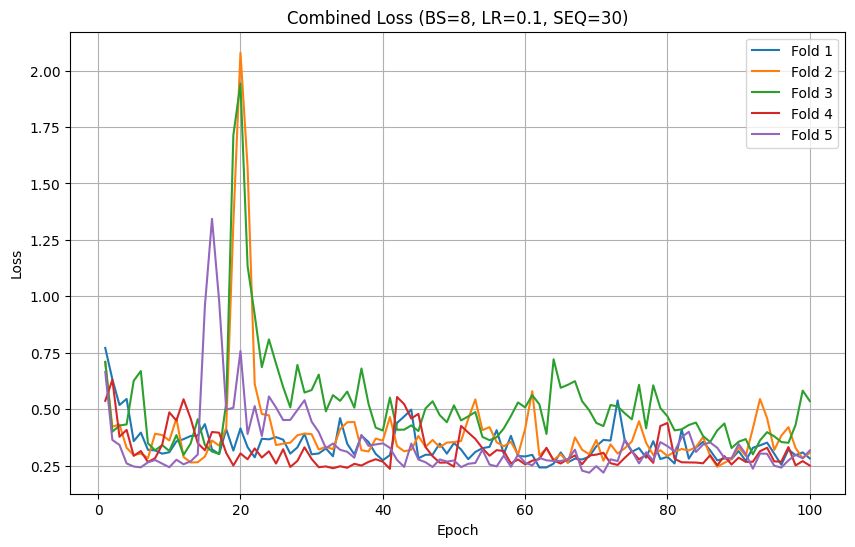 Combined Loss (BS=8, LR=0.1, SEQ=30)
Fold 1
Fold 2
Fold 3
Fold 4
Fold 5
Loss
2.00
1.75
1.50
1.25
1.00
0.75
0.50
0.25
0 20 40 60 80 100
Epoch